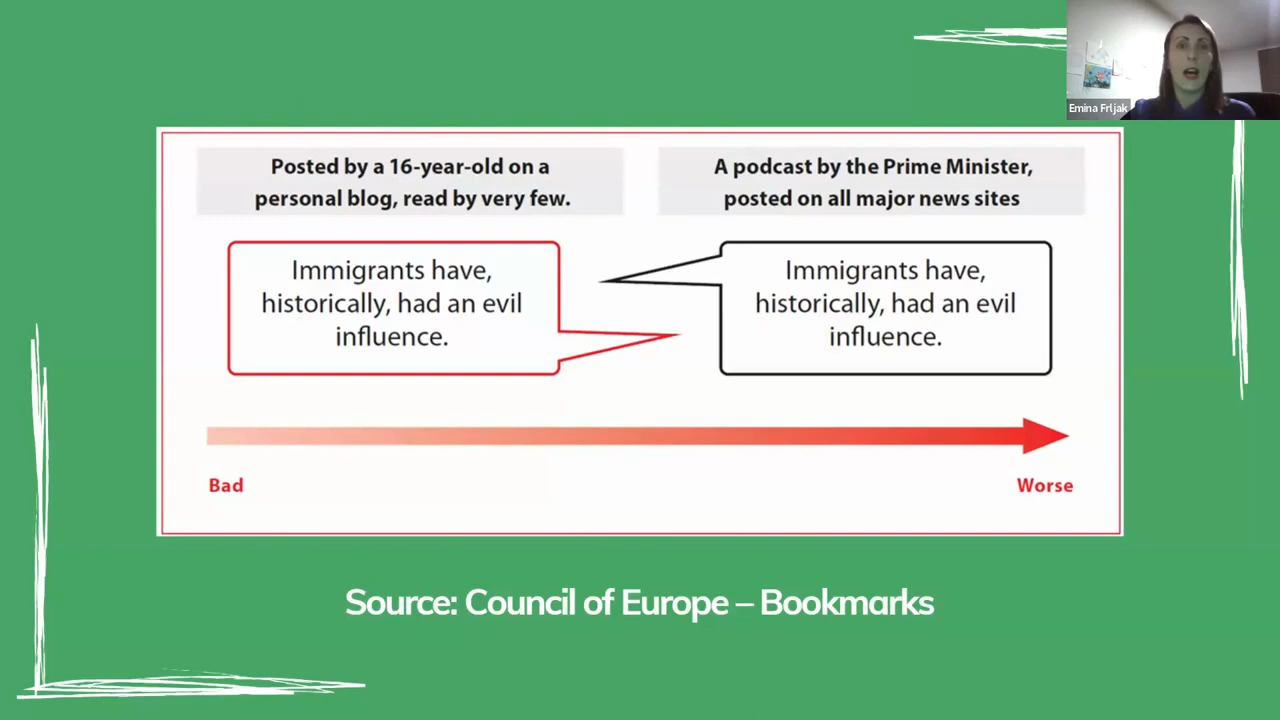 Emina Frljak
Posted by a 16-year-old on a
personal blog, read by very few.
A podcast by the Prime Minister,
posted on all major news sites
Immigrants have,
historically, had an evil
influence.
Immigrants have,
historically, had an evil
influence.
Bad
Worse
Source: Council of Europe – Bookmarks